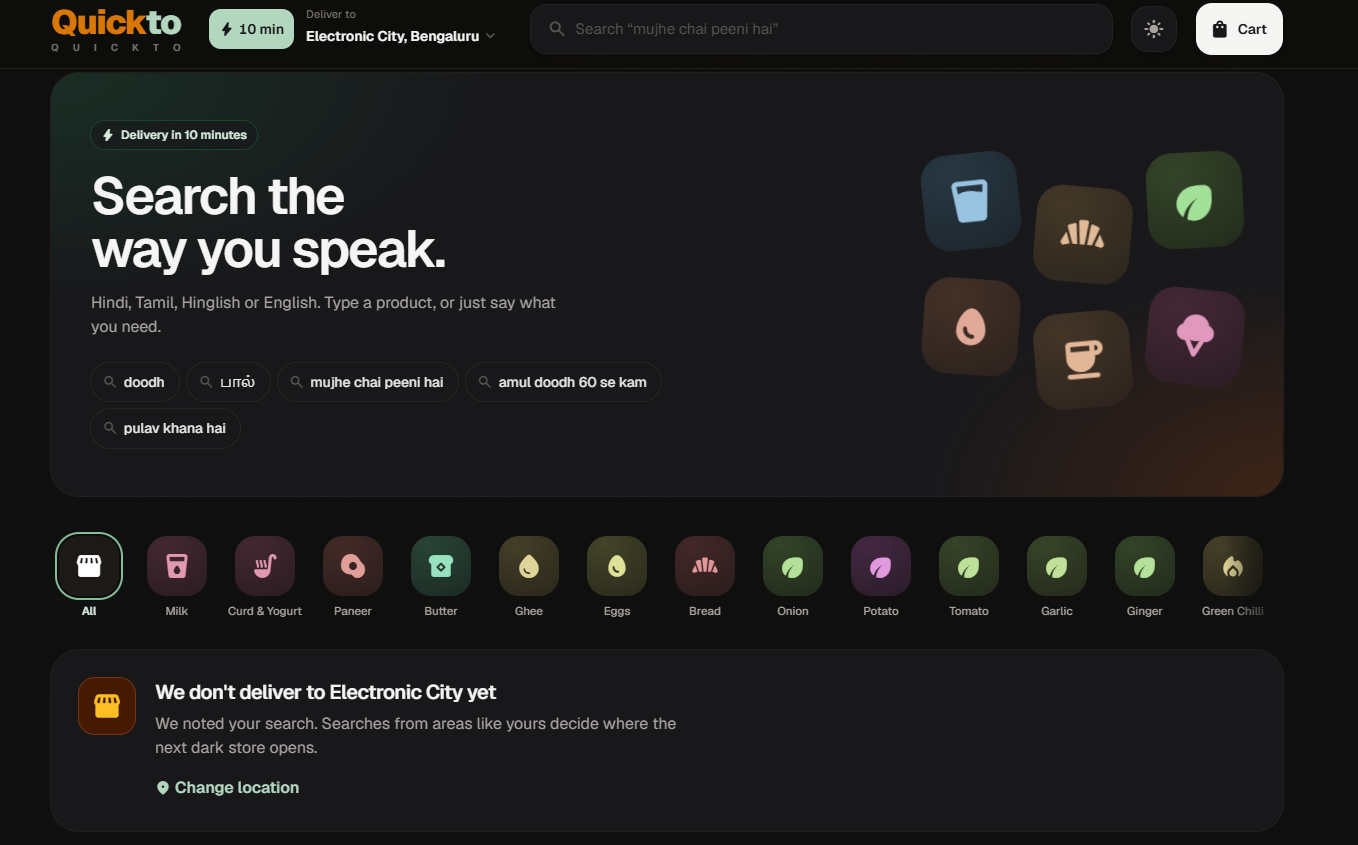 Quickto
QUICKTO
10 min
Deliver to
Electronic City, Bengaluru
Search “mujhe chai peeni hai”
Cart
Delivery in 10 minutes
Search the
way you speak.
Hindi, Tamil, Hinglish or English. Type a product, or just say what
you need.
doodh
பால்
mujhe chai peeni hai
amul doodh 60 se kam
pulav khana hai
All
Milk
Curd & Yogurt
Paneer
Butter
Ghee
Eggs
Bread
Onion
Potato
Tomato
Garlic
Ginger
Green Chilli
We don't deliver to Electronic City yet
We noted your search. Searches from areas like yours decide where the
next dark store opens.
Change location